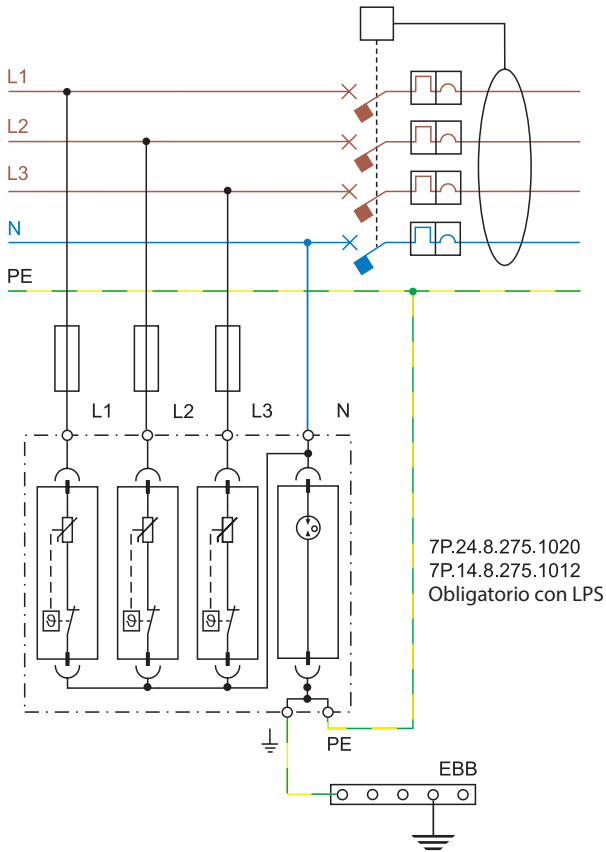 L1
L2
L3
N
PE
L1
L2
L3
N
ϑ
ϑ
ϑ
7P.24.8.275.1020
7P.14.8.275.1012
Obligatorio con LPS
PE
EBB